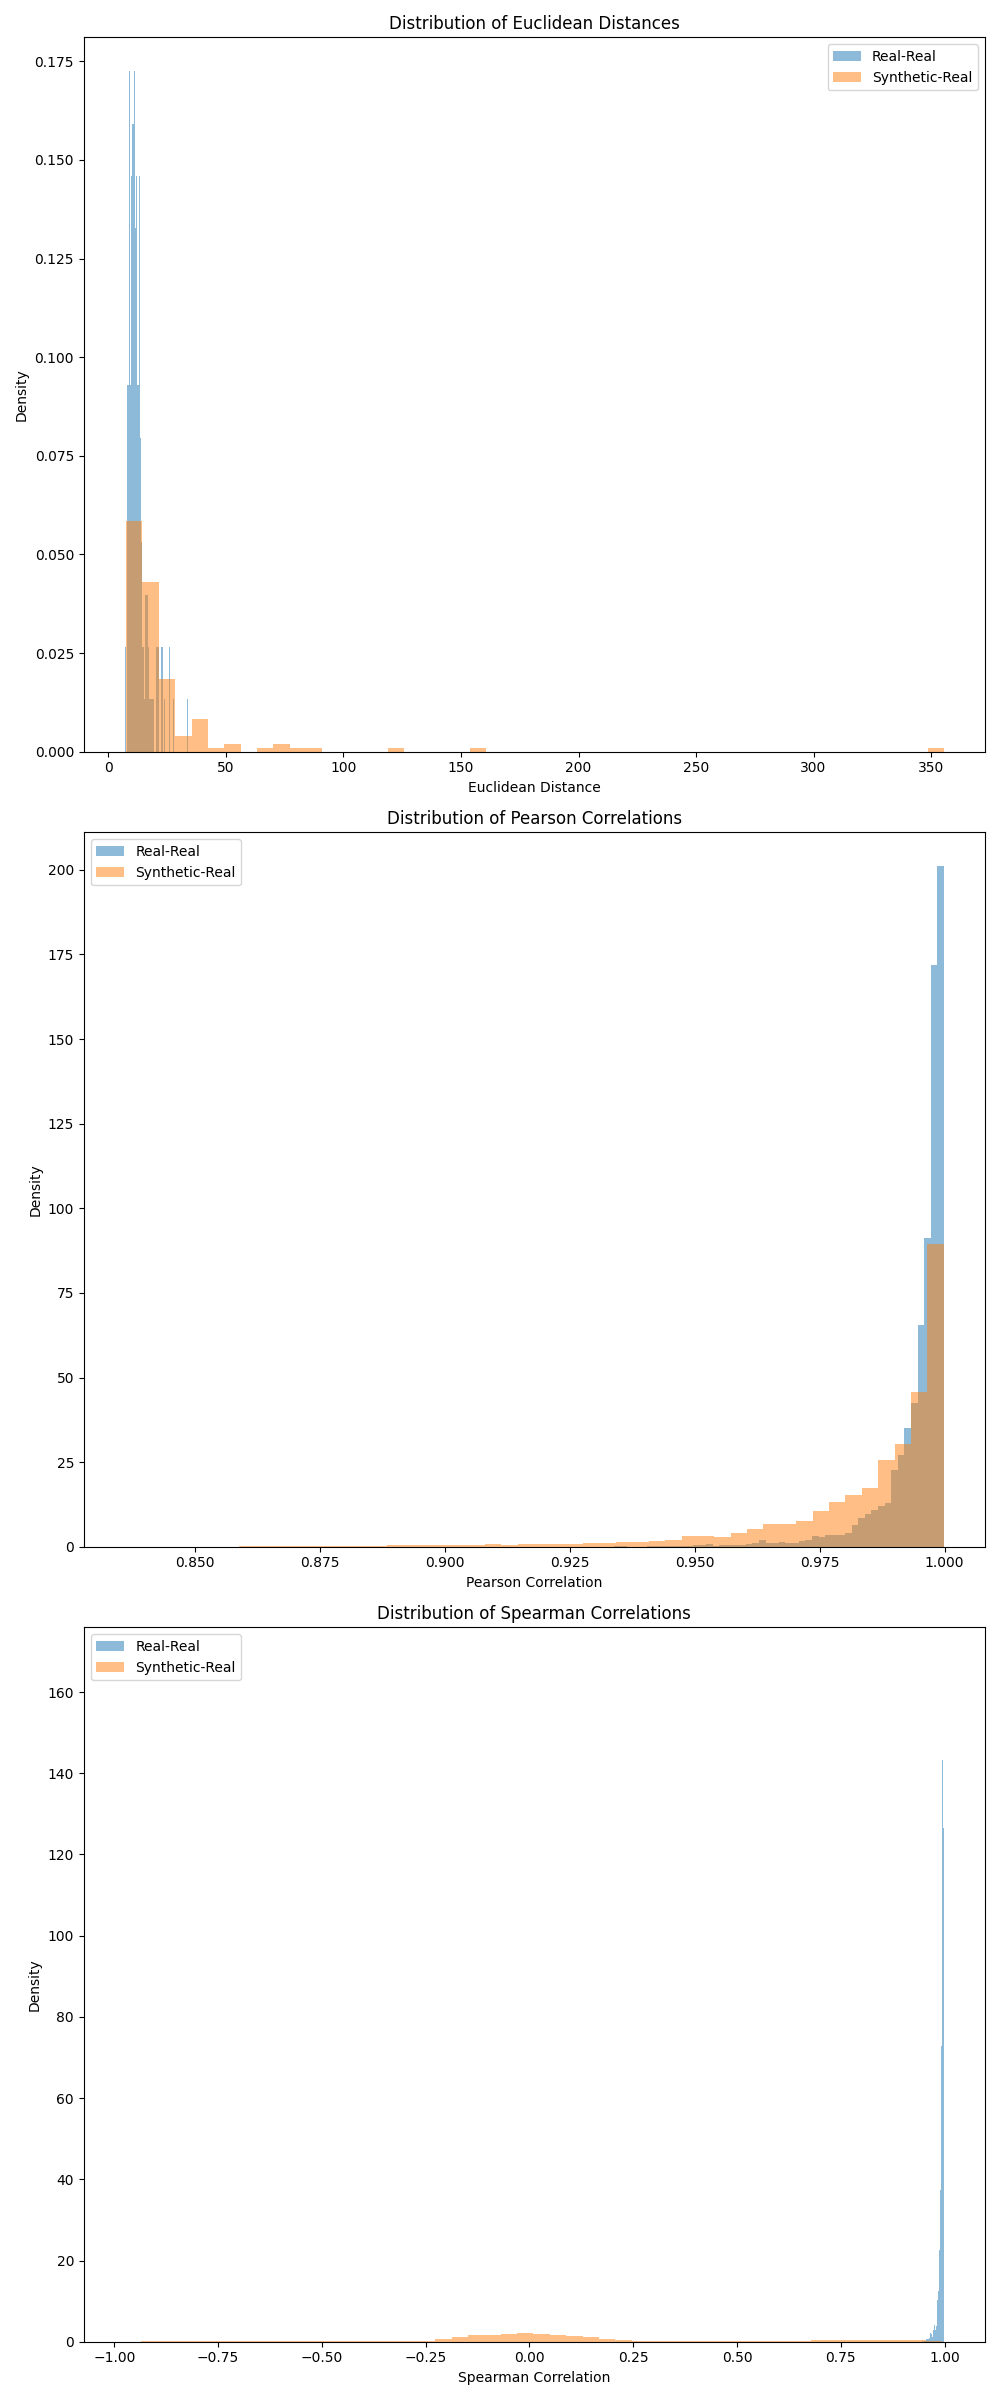 Distribution of Euclidean Distances
Real-Real
Synthetic-Real
Density
0.175
0.150
0.125
0.100
0.075
0.050
0.025
0.000
0 50 100 150 200 250 300 350
Euclidean Distance
Distribution of Pearson Correlations
Real-Real
Synthetic-Real
Density
200
175
150
125
100
75
50
25
0
0.850 0.875 0.900 0.925 0.950 0.975 1.000
Pearson Correlation
Distribution of Spearman Correlations
Real-Real
Synthetic-Real
Density
160
140
120
100
80
60
40
20
0
−1.00 −0.75 −0.50 −0.25 0.00 0.25 0.50 0.75 1.00
Spearman Correlation